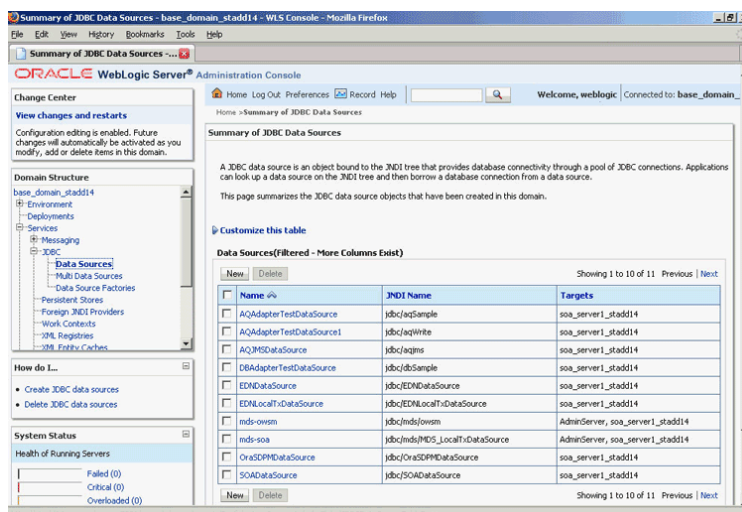 Summary of JDBC Data Sources - base_domain_stadd14 - WLS Console - Mozilla Firefox
File Edit View History Bookmarks Tools Help
Summary of JDBC Data Sources -...
ORACLE WebLogic Server® Administration Console
Change Center
View changes and restarts
Configuration editing is enabled. Future
changes will automatically be activated as you
modify, add or delete items in this domain.
Domain Structure
base_domain_stadd14
Environment
Deployments
Services
Messaging
JDBC
Data Sources
Multi Data Sources
Data Source Factories
Persistent Stores
Foreign JNDI Providers
Work Contexts
XML Registries
XML Entity Caches
How do I...
Create JDBC data sources
Delete JDBC data sources
System Status
Health of Running Servers
Failed (0)
Critical (0)
Overloaded (0)
Home Log Out Preferences Record Help
Welcome, weblogic Connected to: base_domain_
Home >Summary of JDBC Data Sources
Summary of JDBC Data Sources
A JDBC data source is an object bound to the JNDI tree that provides database connectivity through a pool of JDBC connections. Applications
can look up a data source on the JNDI tree and then borrow a database connection from a data source.
This page summarizes the JDBC data source objects that have been created in this domain.
Customize this table
Data Sources(Filtered - More Columns Exist)
New Delete Showing 1 to 10 of 11 Previous | Next
Name JNDI Name Targets
AQAdapterTestDataSource jdbc/aqSample soa_server1_stadd14
AQAdapterTestDataSource1 jdbc/aqWrite soa_server1_stadd14
AQJMSDataSource jdbc/aqjms soa_server1_stadd14
DBAdapterTestDataSource jdbc/dbSample soa_server1_stadd14
EDNDataSource jdbc/EDNDataSource soa_server1_stadd14
EDNLocalTxDataSource jdbc/EDNLocalTxDataSource soa_server1_stadd14
mds-owsm jdbc/mds/owsm AdminServer, soa_server1_stadd14
mds-soa jdbc/mds/MDS_LocalTxDataSource AdminServer, soa_server1_stadd14
OraSDPMDataSource jdbc/OraSDPMDataSource soa_server1_stadd14
SOADataSource jdbc/SOADataSource soa_server1_stadd14
New Delete Showing 1 to 10 of 11 Previous | Next